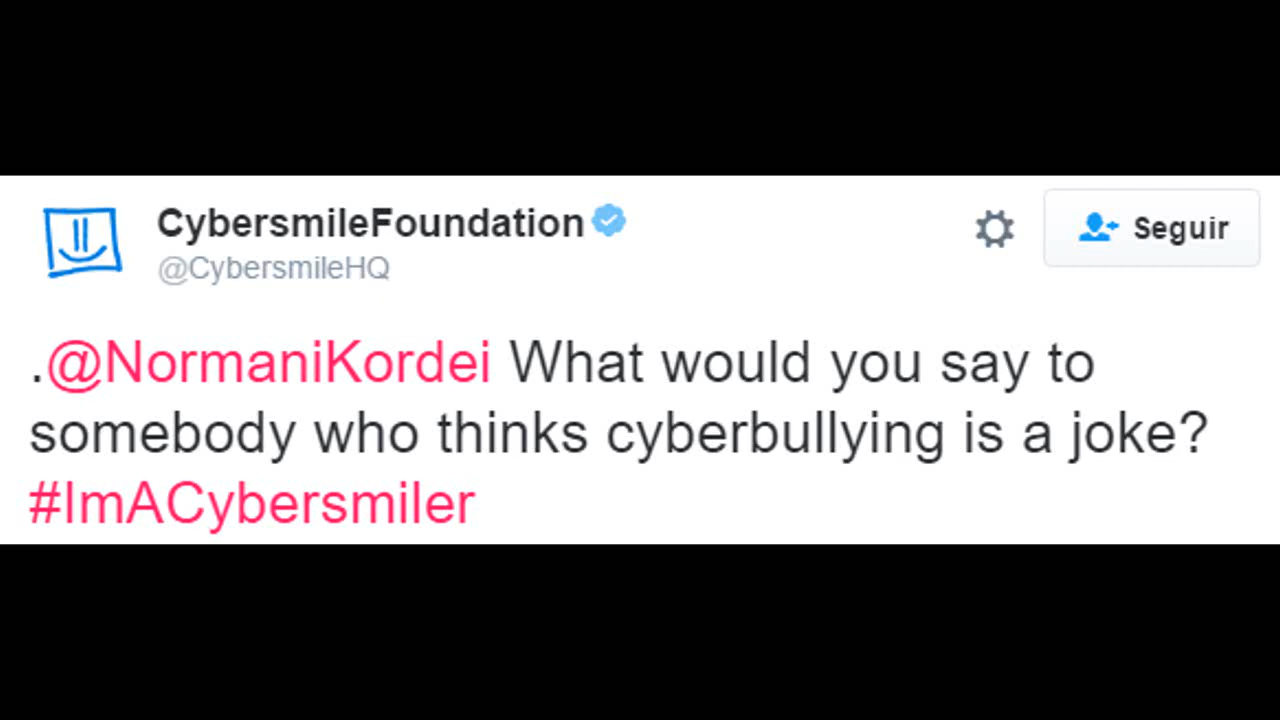 CybersmileFoundation
@CybersmileHQ
Seguir
.@NormaniKordei What would you say to
somebody who thinks cyberbullying is a joke?
#ImACybersmiler